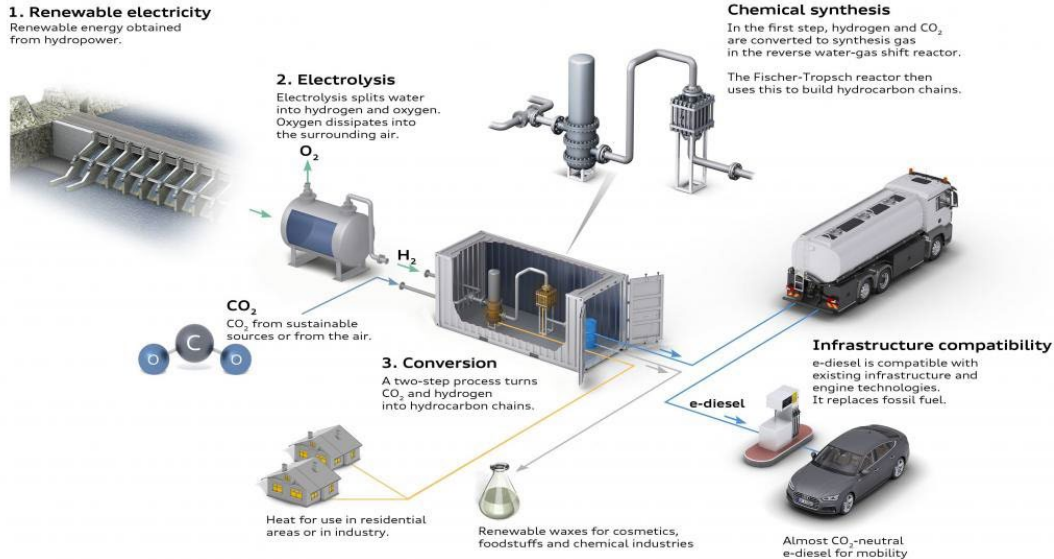 1. Renewable electricity
Renewable energy obtained
from hydropower.
2. Electrolysis
Electrolysis splits water
into hydrogen and oxygen.
Oxygen dissipates into
the surrounding air.
O₂
H₂
CO₂
CO₂ from sustainable
sources or from the air.
O C O
3. Conversion
A two-step process turns
CO₂ and hydrogen
into hydrocarbon chains.
Chemical synthesis
In the first step, hydrogen and CO₂
are converted to synthesis gas
in the reverse water-gas shift reactor.
The Fischer-Tropsch reactor then
uses this to build hydrocarbon chains.
Infrastructure compatibility
e-diesel is compatible with
existing infrastructure and
engine technologies.
It replaces fossil fuel.
e-diesel
Heat for use in residential
areas or in industry.
Renewable waxes for cosmetics,
foodstuffs and chemical industries
Almost CO₂-neutral
e-diesel for mobility